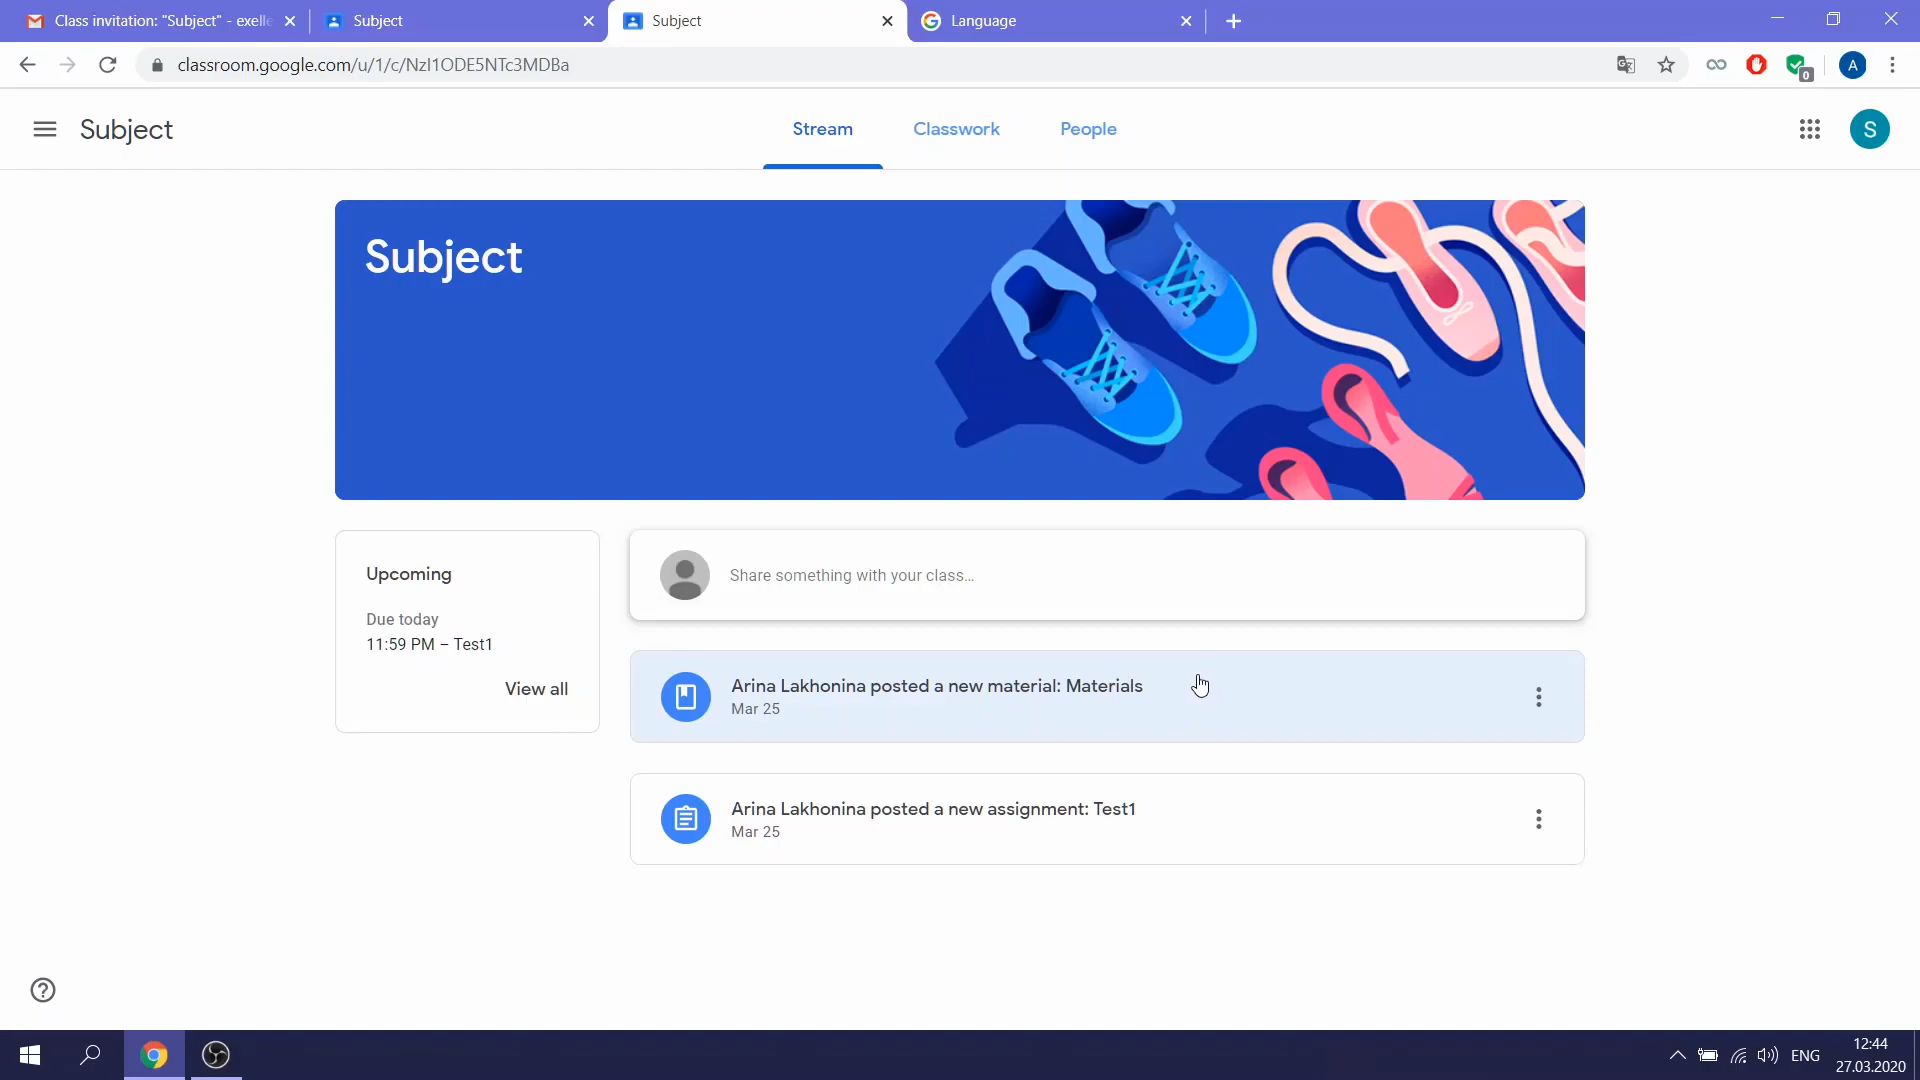 Class invitation: "Subject" - exelle
Subject
Subject
Language
classroom.google.com/u/1/c/NzI1ODE5NTc3MDBa
0
A
Subject
Stream
Classwork
People
S
Subject
Upcoming
Due today
11:59 PM – Test1
View all
Share something with your class…
Arina Lakhonina posted a new material: Materials
Mar 25
Arina Lakhonina posted a new assignment: Test1
Mar 25
ENG
12:44
27.03.2020